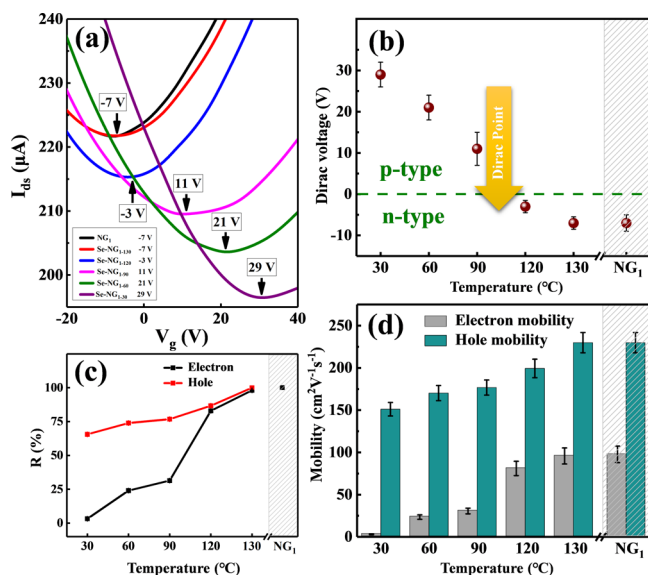 (a)
240
230
220
210
200
I_ds (μA)
-7 V
-3 V
11 V
21 V
29 V
NG₁ -7 V
Se-NG₁₋₁₃₀ -7 V
Se-NG₁₋₁₂₀ -3 V
Se-NG₁₋₉₀ 11 V
Se-NG₁₋₆₀ 21 V
Se-NG₁₋₃₀ 29 V
-20 0 20 40
V_g (V)
(b)
30
20
10
0
-10
Dirac voltage (V)
Dirac Point
p-type
n-type
30 60 90 120 130 NG₁
Temperature (℃)
(c)
Electron
Hole
100
75
50
25
0
R (%)
30 60 90 120 130 NG₁
Temperature (℃)
(d)
Electron mobility
Hole mobility
250
200
150
100
50
0
Mobility (cm²V⁻¹s⁻¹)
30 60 90 120 130 NG₁
Temperature (℃)